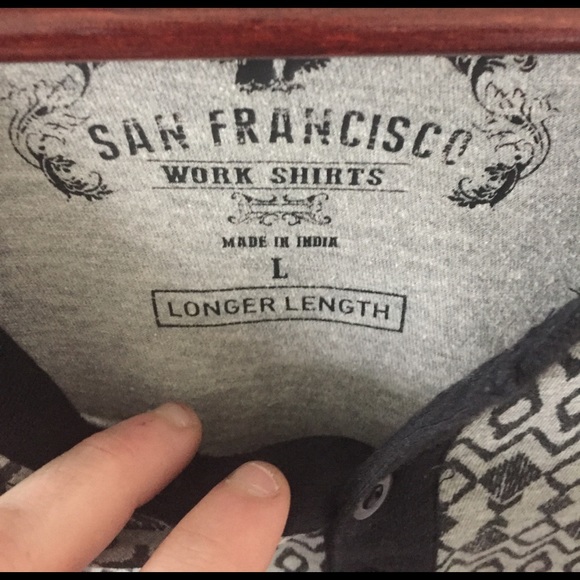 SAN FRANCISCO
WORK SHIRTS
MADE IN INDIA
L
LONGER LENGTH